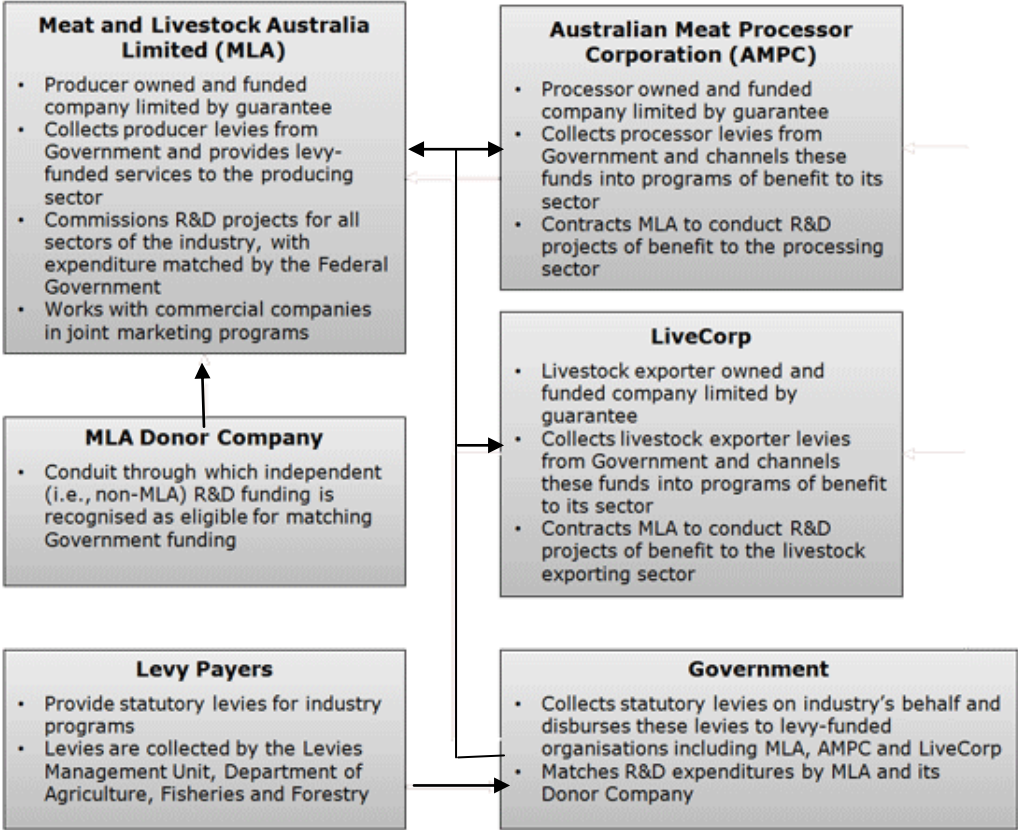 Meat and Livestock Australia
Limited (MLA)
• Producer owned and funded
company limited by guarantee
• Collects producer levies from
Government and provides levy-
funded services to the producing
sector
• Commissions R&D projects for all
sectors of the industry, with
expenditure matched by the Federal
Government
• Works with commercial companies
in joint marketing programs
Australian Meat Processor
Corporation (AMPC)
• Processor owned and funded
company limited by guarantee
• Collects processor levies from
Government and channels these
funds into programs of benefit to its
sector
• Contracts MLA to conduct R&D
projects of benefit to the processing
sector
LiveCorp
• Livestock exporter owned and
funded company limited by
guarantee
• Collects livestock exporter levies
from Government and channels
these funds into programs of benefit
to its sector
• Contracts MLA to conduct R&D
projects of benefit to the livestock
exporting sector
MLA Donor Company
• Conduit through which independent
(i.e., non-MLA) R&D funding is
recognised as eligible for matching
Government funding
Levy Payers
• Provide statutory levies for industry
programs
• Levies are collected by the Levies
Management Unit, Department of
Agriculture, Fisheries and Forestry
Government
• Collects statutory levies on industry's behalf and
disburses these levies to levy-funded
organisations including MLA, AMPC and LiveCorp
• Matches R&D expenditures by MLA and its
Donor Company